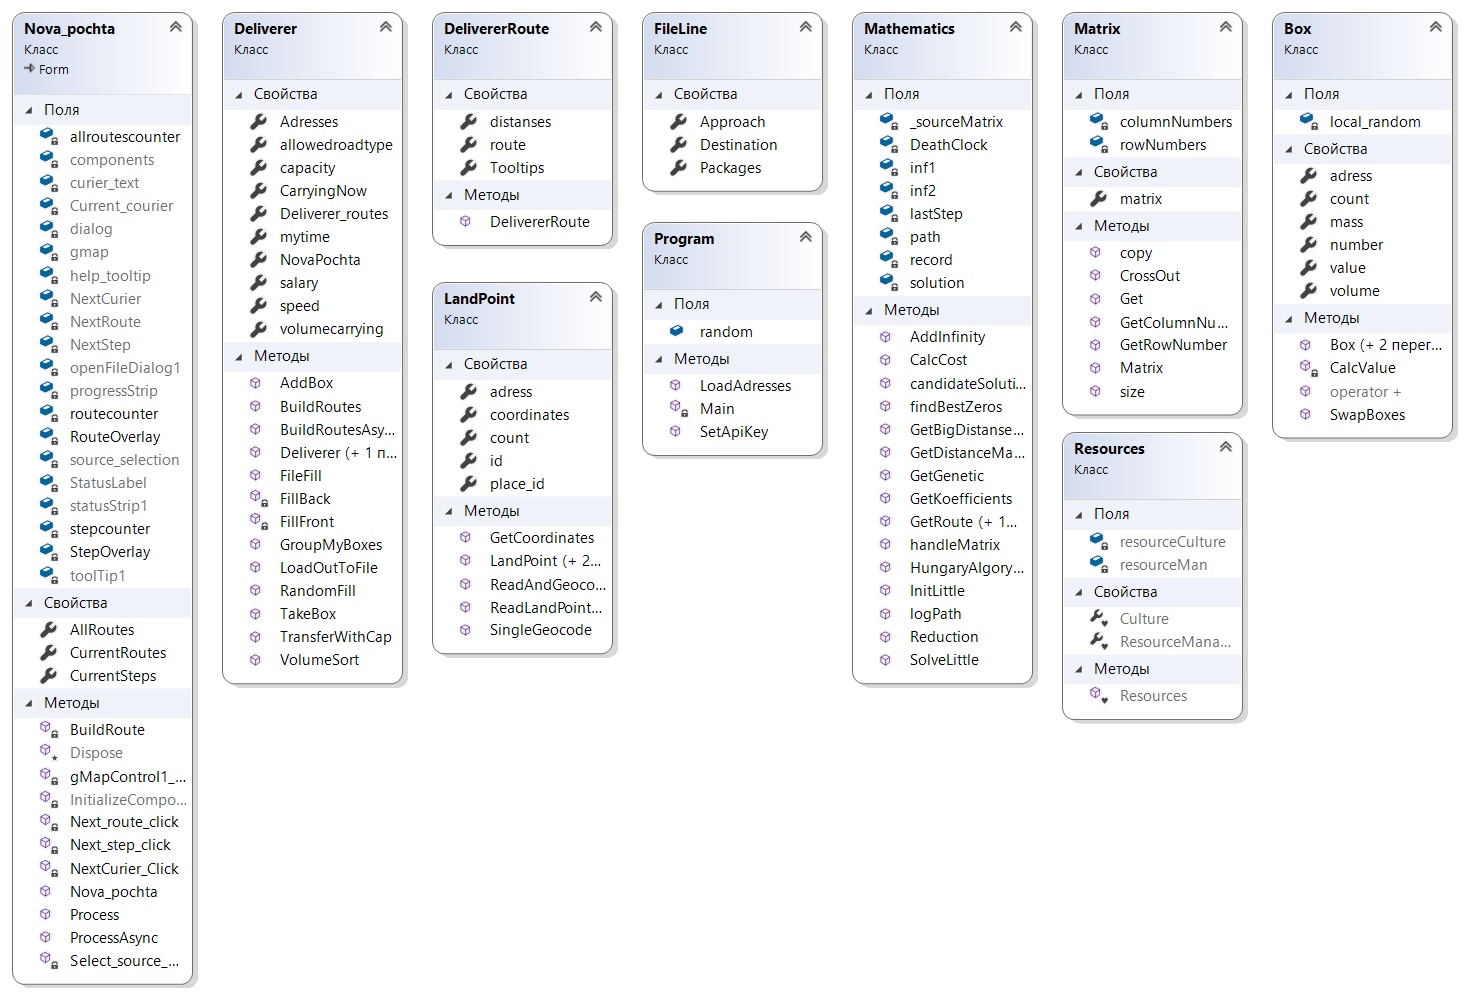 Nova_pochta
Класс
Form
Поля
allroutescounter
components
curier_text
Current_courier
dialog
gmap
help_tooltip
NextCurier
NextRoute
NextStep
openFileDialog1
progressStrip
routecounter
RouteOverlay
source_selection
StatusLabel
statusStrip1
stepcounter
StepOverlay
toolTip1
Свойства
AllRoutes
CurrentRoutes
CurrentSteps
Методы
BuildRoute
Dispose
gMapControl1_...
InitializeCompo...
Next_route_click
Next_step_click
NextCurier_Click
Nova_pochta
Process
ProcessAsync
Select_source_...
Deliverer
Класс
Свойства
Adresses
allowedroadtype
capacity
CarryingNow
Deliverer_routes
mytime
NovaPochta
salary
speed
volumecarrying
Методы
AddBox
BuildRoutes
BuildRoutesAsy...
Deliverer (+ 1 п...
FileFill
FillBack
FillFront
GroupMyBoxes
LoadOutToFile
RandomFill
TakeBox
TransferWithCap
VolumeSort
DelivererRoute
Класс
Свойства
distanses
route
Tooltips
Методы
DelivererRoute
LandPoint
Класс
Свойства
adress
coordinates
count
id
place_id
Методы
GetCoordinates
LandPoint (+ 2...
ReadAndGeoco...
ReadLandPoint...
SingleGeocode
FileLine
Класс
Свойства
Approach
Destination
Packages
Program
Класс
Поля
random
Методы
LoadAdresses
Main
SetApiKey
Mathematics
Класс
Поля
_sourceMatrix
DeathClock
inf1
inf2
lastStep
path
record
solution
Методы
AddInfinity
CalcCost
candidateSoluti...
findBestZeros
GetBigDistanse...
GetDistanceMa...
GetGenetic
GetKoefficients
GetRoute (+ 1...
handleMatrix
HungaryAlgory...
InitLittle
logPath
Reduction
SolveLittle
Matrix
Класс
Поля
columnNumbers
rowNumbers
Свойства
matrix
Методы
copy
CrossOut
Get
GetColumnNu...
GetRowNumber
Matrix
size
Resources
Класс
Поля
resourceCulture
resourceMan
Свойства
Culture
ResourceMana...
Методы
Resources
Box
Класс
Поля
local_random
Свойства
adress
count
mass
number
value
volume
Методы
Box (+ 2 перег...
CalcValue
operator +
SwapBoxes